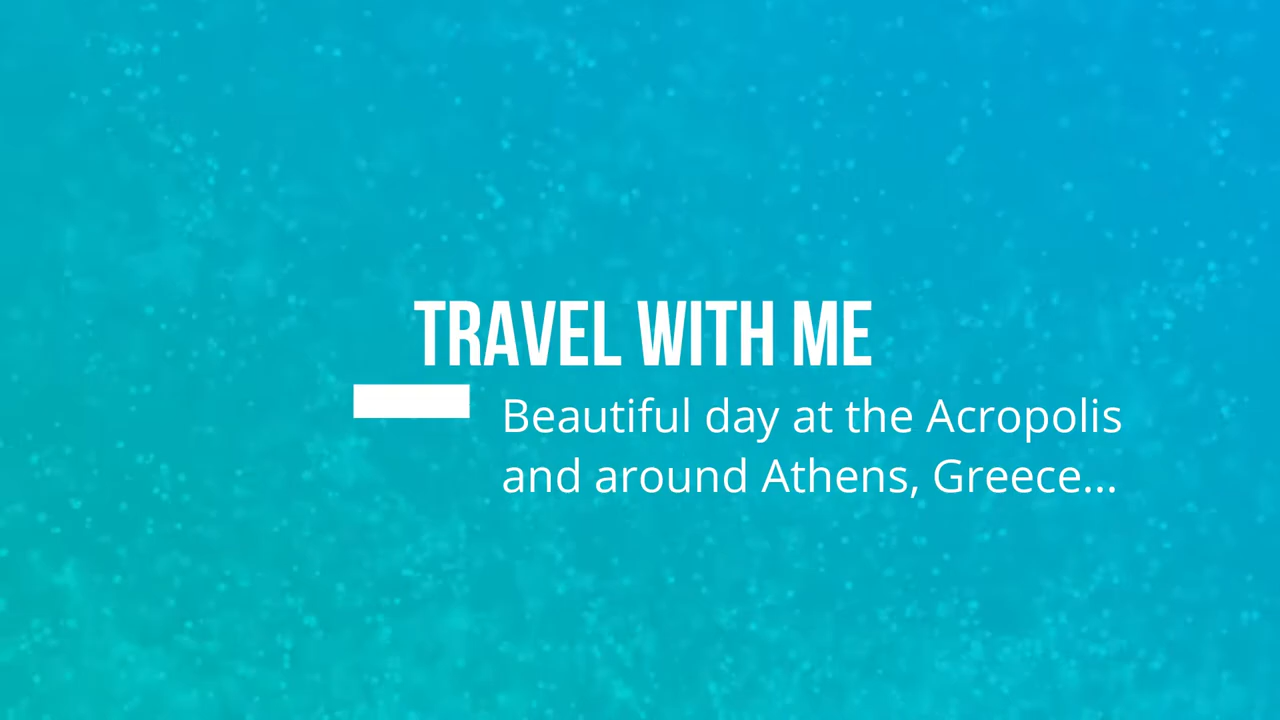 TRAVEL WITH ME
Beautiful day at the Acropolis
and around Athens, Greece...